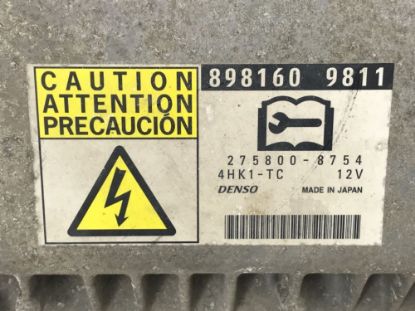 CAUTION
ATTENTION
PRECAUCIÓN
898160 9811
275800-8754
4HK1-TC 12V
DENSO MADE IN JAPAN